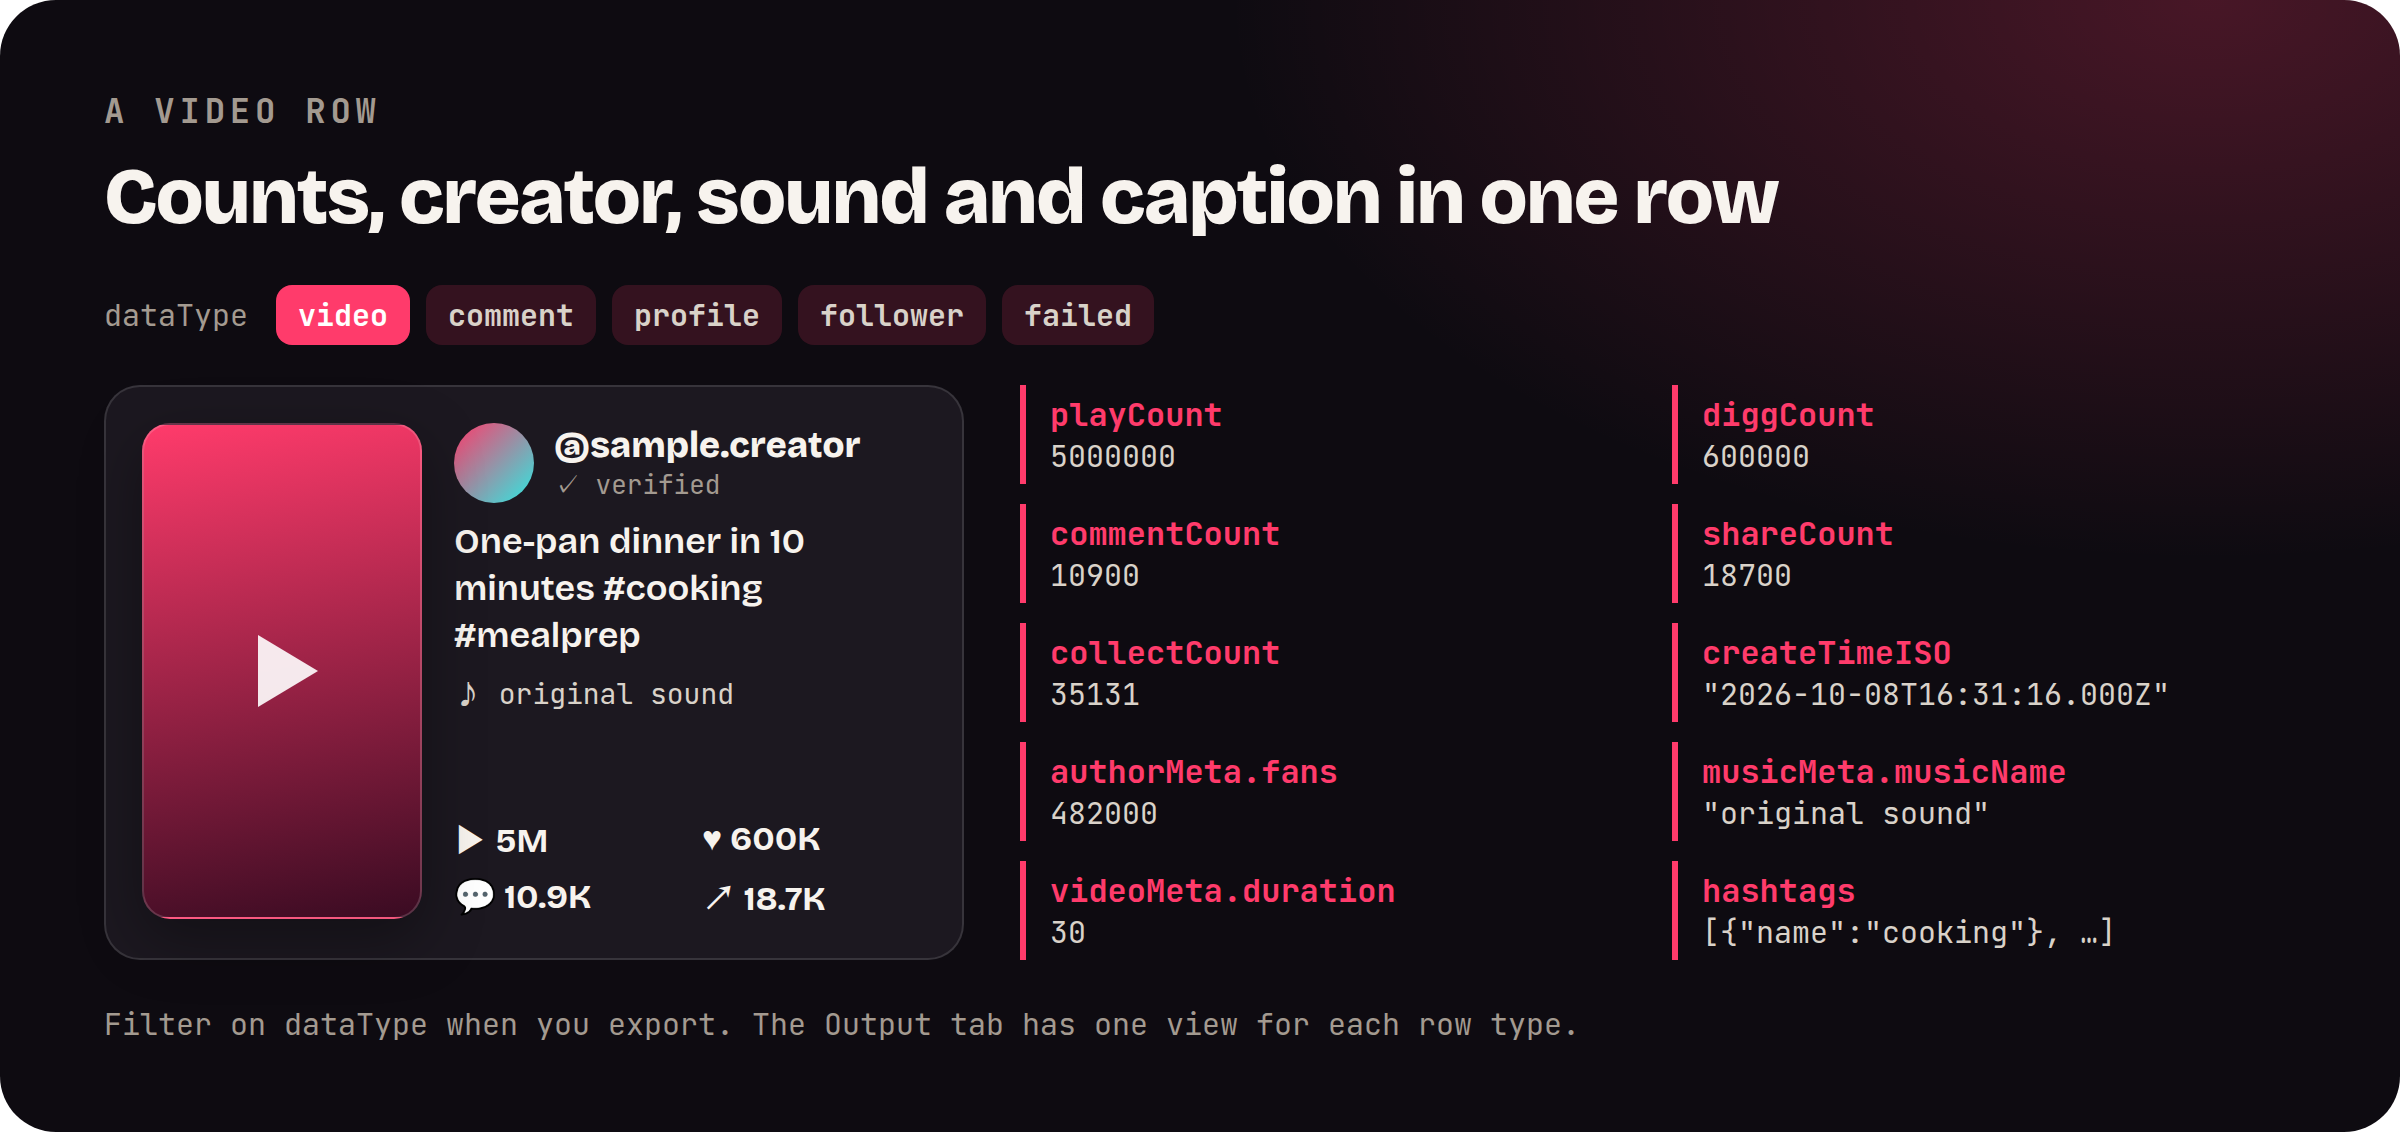 A VIDEO ROW
Counts, creator, sound and caption in one row
dataType video comment profile follower failed
@sample.creator
✓ verified
One-pan dinner in 10
minutes #cooking
#mealprep
♪ original sound
▶ 5M ♥ 600K
💬 10.9K ↗ 18.7K
playCount
5000000
diggCount
600000
commentCount
10900
shareCount
18700
collectCount
35131
createTimeISO
"2026-10-08T16:31:16.000Z"
authorMeta.fans
482000
musicMeta.musicName
"original sound"
videoMeta.duration
30
hashtags
[{"name":"cooking"}, …]
Filter on dataType when you export. The Output tab has one view for each row type.